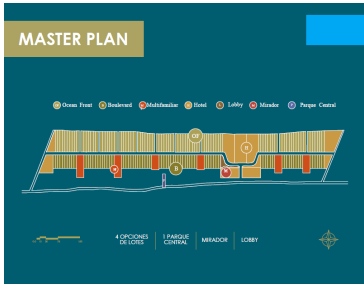 MASTER PLAN
Ocean Front Boulevard Multifamiliar Hotel Lobby Mirador Parque Central
OF
B
4 OPCIONES
DE LOTES
1 PARQUE
CENTRAL
MIRADOR
LOBBY